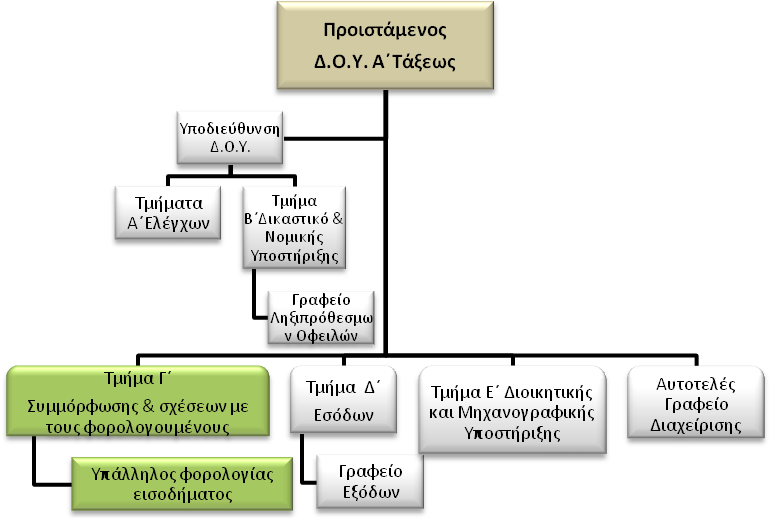 Προιστάμενος
Δ.Ο.Υ. Α΄Τάξεως
Υποδιεύθυνση
Δ.Ο.Υ.
Τμήματα
Α΄Ελέγχων
Τμήμα
Β΄Δικαστικό &
Νομικής
Υποστήριξης
Γραφείο
Ληξιπρόθεσμω
ν Οφειλών
Τμήμα Γ΄
Συμμόρφωσης & σχέσεων με
τους φορολογουμένους
Υπάλληλος φορολογίας
εισοδήματος
Τμήμα Δ΄
Εσόδων
Γραφείο
Εξόδων
Τμήμα Ε΄ Διοικητικής
και Μηχανογραφικής
Υποστήριξης
Αυτοτελές
Γραφείο
Διαχείρισης